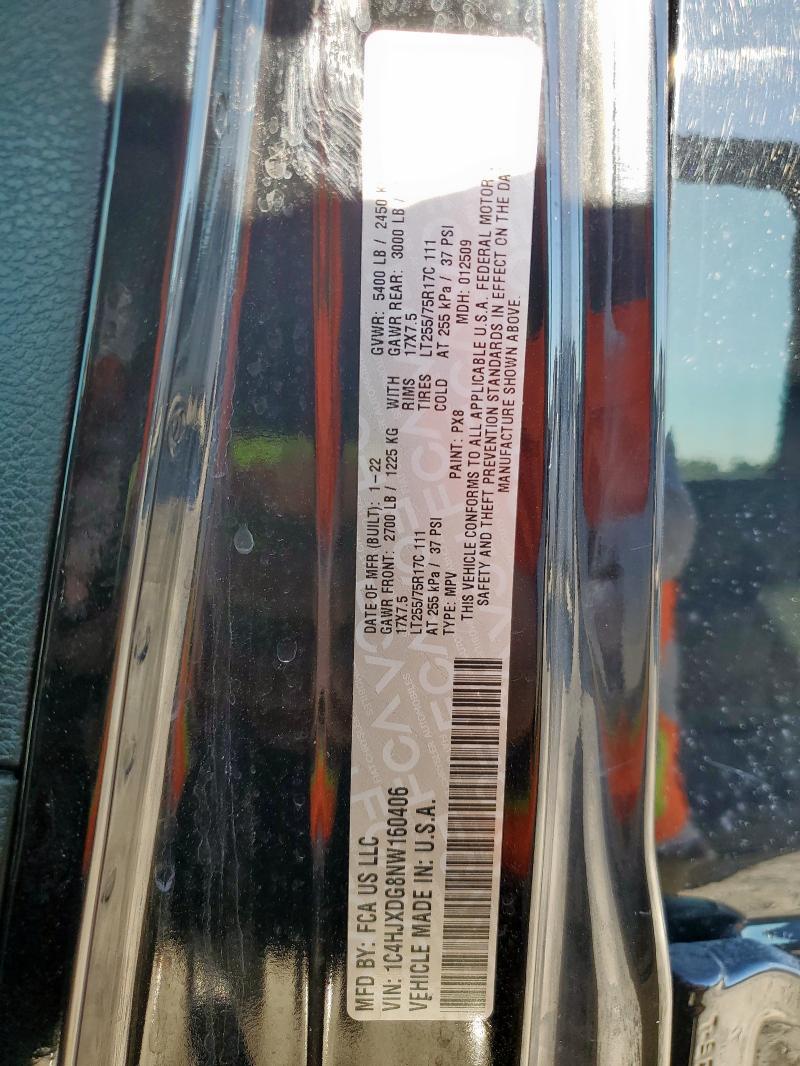 MFD BY: FCA US LLC
VIN: 1C4HJXDG8NW160406
VEHICLE MADE IN: U.S.A.
DATE OF MFR (BUILT): 1-22 GVWR: 5400 LB / 2450
GAWR FRONT: 2700 LB / 1225 KG WITH GAWR REAR: 3000 LB /
17X7.5 RIMS 17X7.5
LT255/75R17C 111 TIRES LT255/75R17C 111
AT 255 kPa / 37 PSI COLD AT 255 kPa / 37 PSI
TYPE: MPV PAINT: PX8 MDH: 012509
THIS VEHICLE CONFORMS TO ALL APPLICABLE U.S.A. FEDERAL MOTOR
SAFETY AND THEFT PREVENTION STANDARDS IN EFFECT ON THE
MANUFACTURE SHOWN ABOVE.